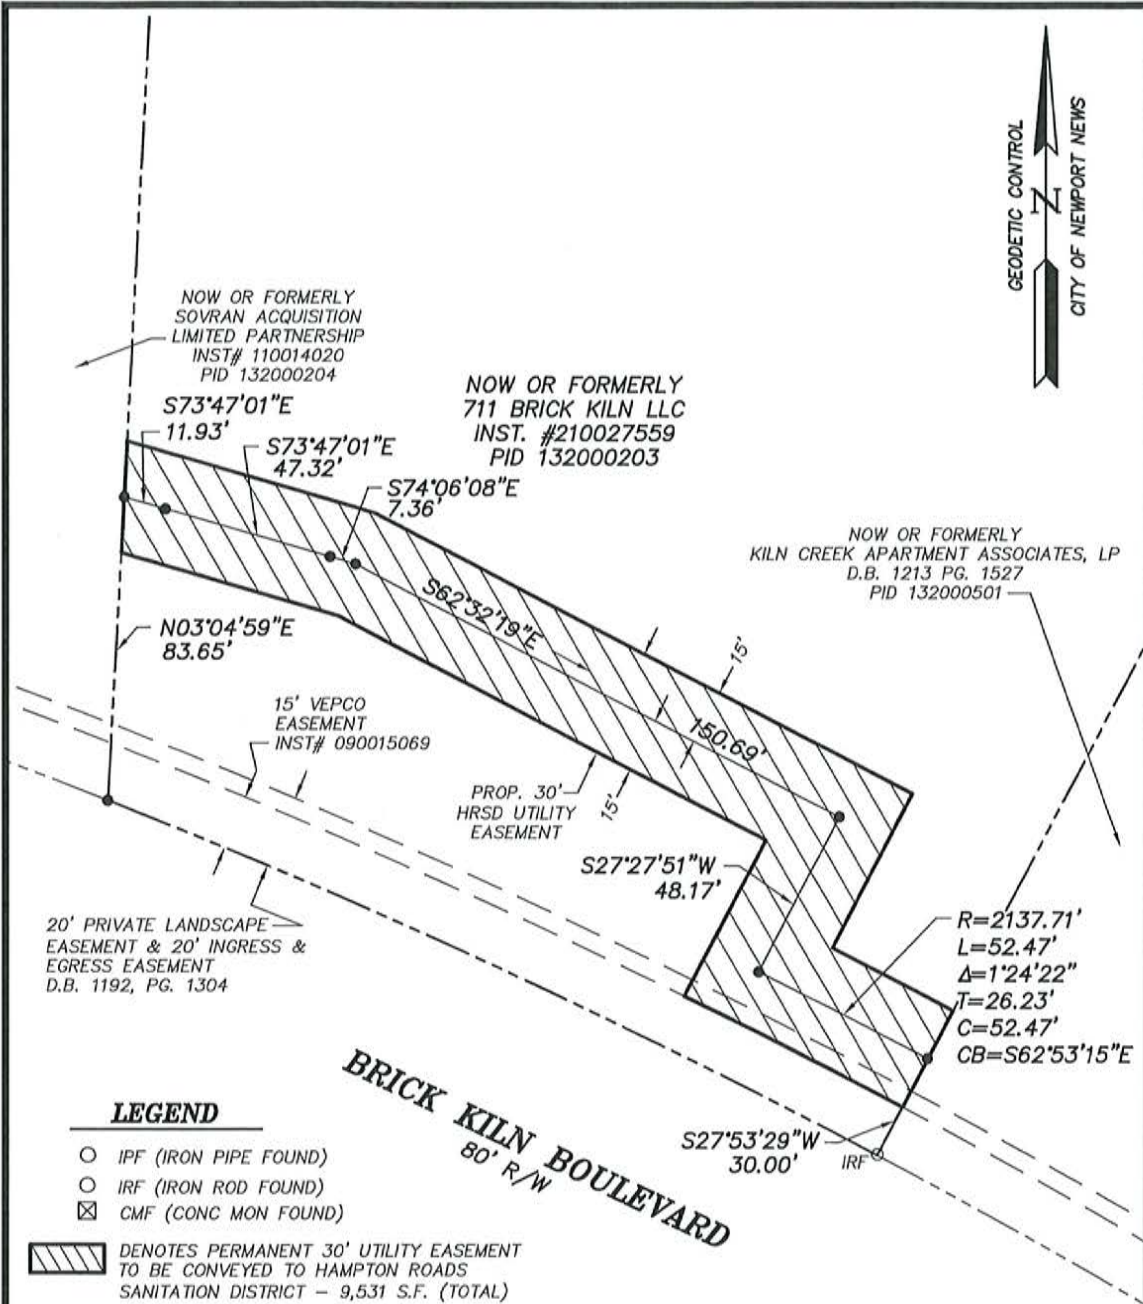 GEODETIC CONTROL
N
CITY OF NEWPORT NEWS
NOW OR FORMERLY
SOVRAN ACQUISITION
LIMITED PARTNERSHIP
INST# 110014020
PID 132000204
NOW OR FORMERLY
711 BRICK KILN LLC
INST. #210027559
PID 132000203
S73°47'01"E
11.93'
S73°47'01"E
47.32'
S74°06'08"E
7.36'
NOW OR FORMERLY
KILN CREEK APARTMENT ASSOCIATES, LP
D.B. 1213 PG. 1527
PID 132000501
S62°32'19"E
150.69'
15'
N03°04'59"E
83.65'
15' VEPCO
EASEMENT
INST# 090015069
PROP. 30'
HRSD UTILITY
EASEMENT
15'
S27°27'51"W
48.17'
20' PRIVATE LANDSCAPE
EASEMENT & 20' INGRESS &
EGRESS EASEMENT
D.B. 1192, PG. 1304
R=2137.71'
L=52.47'
Δ=1°24'22"
T=26.23'
C=52.47'
CB=S62°53'15"E
BRICK KILN BOULEVARD
80' R/W
S27°53'29"W
30.00'
IRF
LEGEND
IPF (IRON PIPE FOUND)
IRF (IRON ROD FOUND)
CMF (CONC MON FOUND)
DENOTES PERMANENT 30' UTILITY EASEMENT
TO BE CONVEYED TO HAMPTON ROADS
SANITATION DISTRICT – 9,531 S.F. (TOTAL)